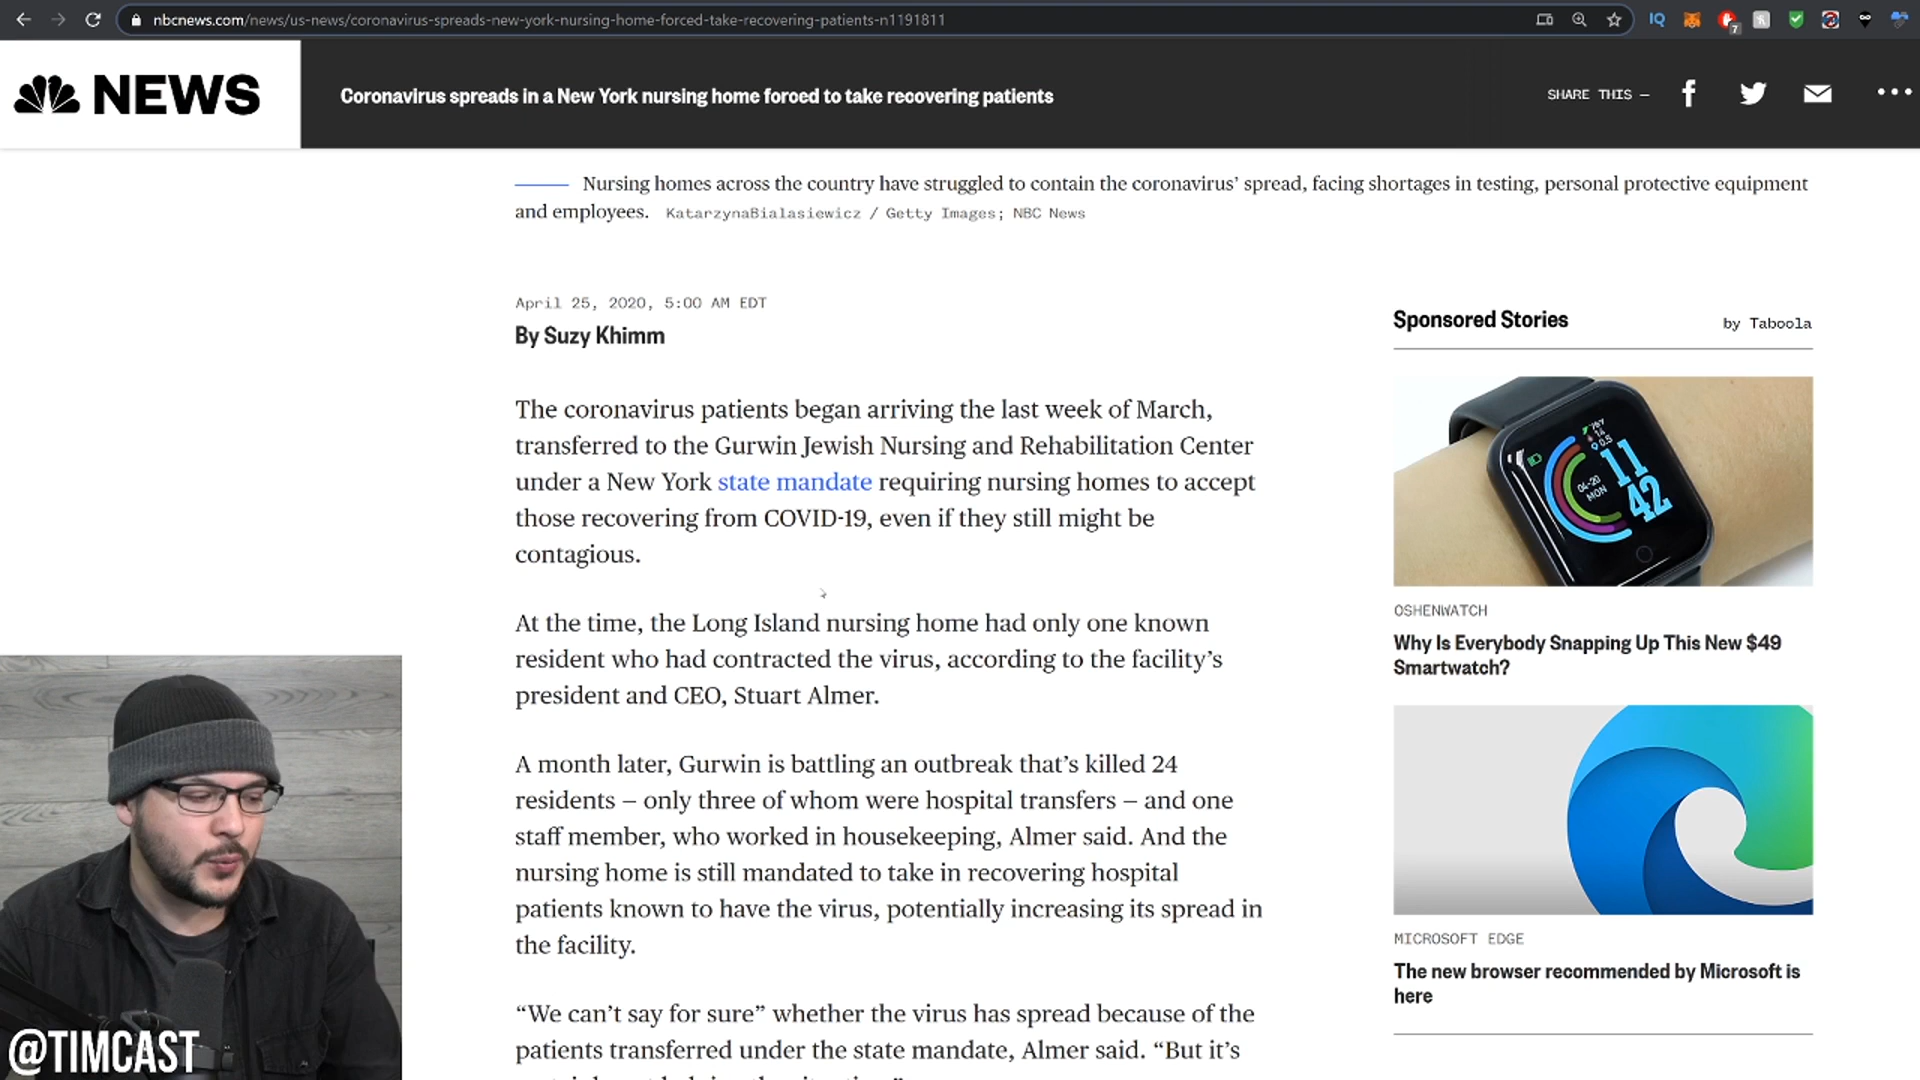 nbcnews.com/news/us-news/coronavirus-spreads-new-york-nursing-home-forced-take-recovering-patients-n1191811
IQ
7
NEWS
Coronavirus spreads in a New York nursing home forced to take recovering patients
SHARE THIS —
Nursing homes across the country have struggled to contain the coronavirus’ spread, facing shortages in testing, personal protective equipment
and employees. KatarzynaBialasiewicz / Getty Images; NBC News
April 25, 2020, 5:00 AM EDT
By Suzy Khimm
The coronavirus patients began arriving the last week of March,
transferred to the Gurwin Jewish Nursing and Rehabilitation Center
under a New York state mandate requiring nursing homes to accept
those recovering from COVID-19, even if they still might be
contagious.
At the time, the Long Island nursing home had only one known
resident who had contracted the virus, according to the facility’s
president and CEO, Stuart Almer.
A month later, Gurwin is battling an outbreak that’s killed 24
residents — only three of whom were hospital transfers — and one
staff member, who worked in housekeeping, Almer said. And the
nursing home is still mandated to take in recovering hospital
patients known to have the virus, potentially increasing its spread in
the facility.
“We can’t say for sure” whether the virus has spread because of the
patients transferred under the state mandate, Almer said. “But it’s
Sponsored Stories
by Taboola
11
42
04-20
MON
OSHENWATCH
Why Is Everybody Snapping Up This New $49
Smartwatch?
MICROSOFT EDGE
The new browser recommended by Microsoft is
here
@TIMCAST